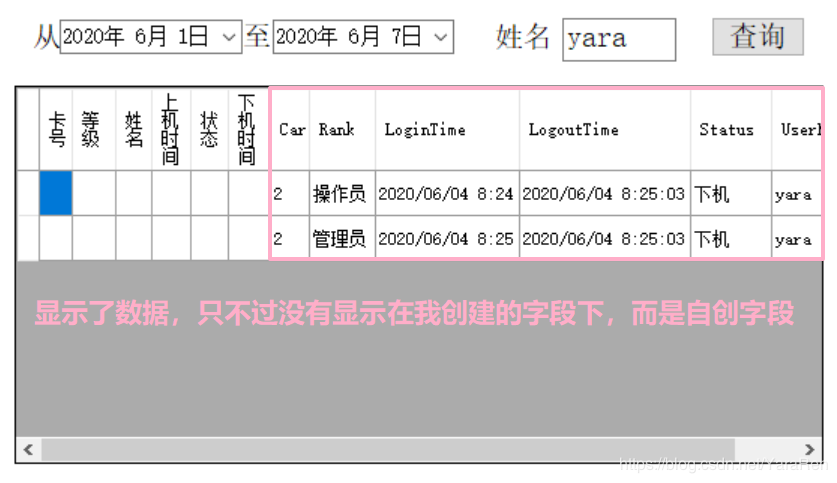 从2020年 6月 1日 至 2020年 6月 7日 姓名 yara 查询
卡号 等级 姓名 上机时间 状态 下机时间 Car Rank LoginTime LogoutTime Status User
2 操作员 2020/06/04 8:24 2020/06/04 8:25:03 下机 yara
2 管理员 2020/06/04 8:25 2020/06/04 8:25:03 下机 yara
显示了数据，只不过没有显示在我创建的字段下，而是自创字段
https://blog.csdn.net/YaraRen